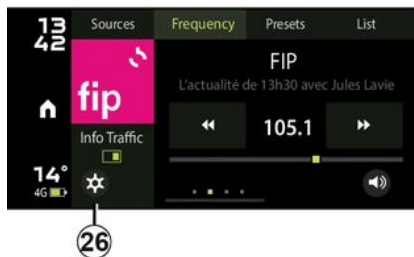 13
42
Sources
Frequency
Presets
List
fip
FIP
L'actualité de 13h30 avec Jules Lavie
105.1
Info Traffic
14°
4G
26